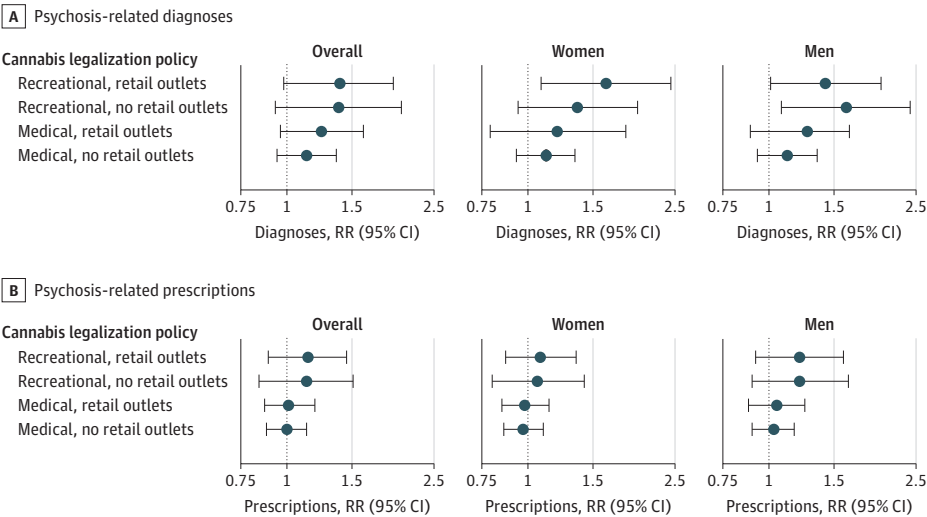 A Psychosis-related diagnoses
Cannabis legalization policy
Overall
Women
Men
Recreational, retail outlets
Recreational, no retail outlets
Medical, retail outlets
Medical, no retail outlets
0.75 1 1.5 2.5
0.75 1 1.5 2.5
0.75 1 1.5 2.5
Diagnoses, RR (95% CI)
Diagnoses, RR (95% CI)
Diagnoses, RR (95% CI)
B Psychosis-related prescriptions
Cannabis legalization policy
Overall
Women
Men
Recreational, retail outlets
Recreational, no retail outlets
Medical, retail outlets
Medical, no retail outlets
0.75 1 1.5 2.5
0.75 1 1.5 2.5
0.75 1 1.5 2.5
Prescriptions, RR (95% CI)
Prescriptions, RR (95% CI)
Prescriptions, RR (95% CI)